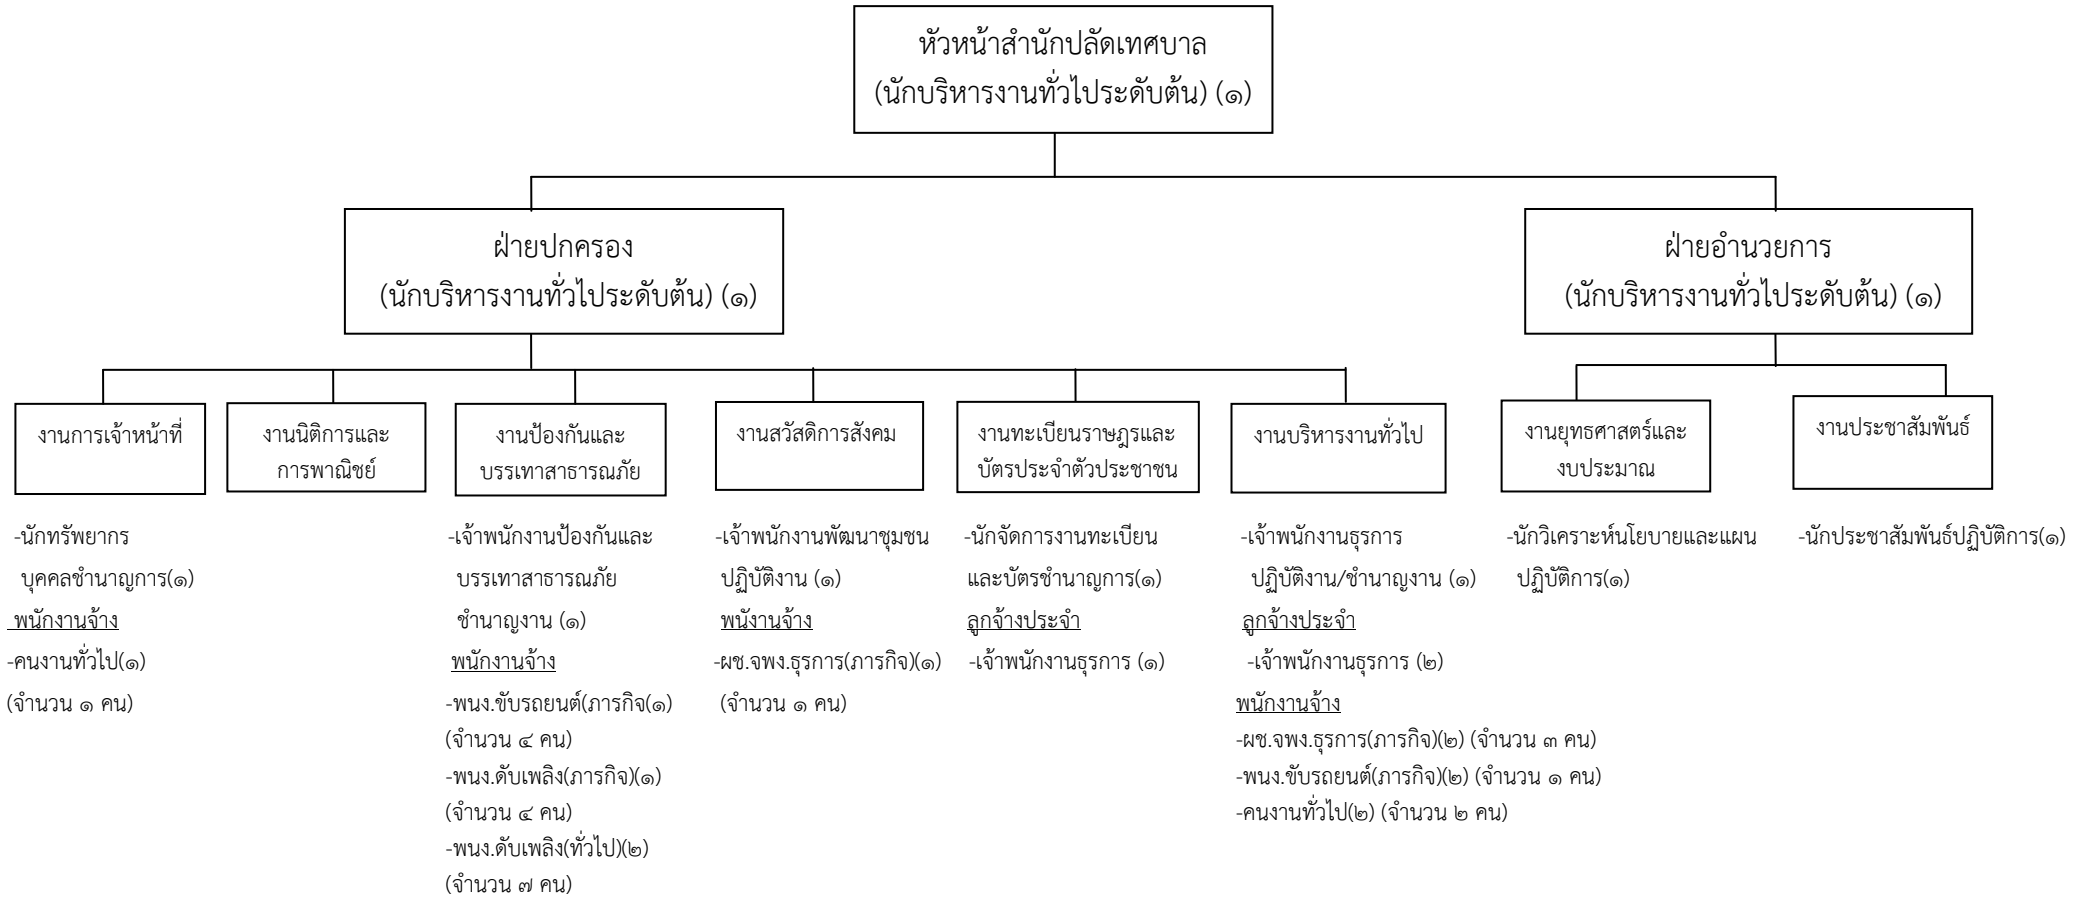 หัวหน้าสำนักปลัดเทศบาล
(นักบริหารงานทั่วไประดับต้น) (๑)
ฝ่ายปกครอง
(นักบริหารงานทั่วไประดับต้น) (๑)
ฝ่ายอำนวยการ
(นักบริหารงานทั่วไประดับต้น) (๑)
งานการเจ้าหน้าที่
งานนิติการและ
การพาณิชย์
งานป้องกันและ
บรรเทาสาธารณภัย
งานสวัสดิการสังคม
งานทะเบียนราษฎรและ
บัตรประจำตัวประชาชน
งานบริหารงานทั่วไป
งานยุทธศาสตร์และ
งบประมาณ
งานประชาสัมพันธ์
-นักทรัพยากร
บุคคลชำนาญการ(๑)
พนักงานจ้าง
-คนงานทั่วไป(๑)
(จำนวน ๑ คน)
-เจ้าพนักงานป้องกันและ
บรรเทาสาธารณภัย
ชำนาญงาน (๑)
พนักงานจ้าง
-พนง.ขับรถยนต์(ภารกิจ(๑)
(จำนวน ๔ คน)
-พนง.ดับเพลิง(ภารกิจ)(๑)
(จำนวน ๔ คน)
-พนง.ดับเพลิง(ทั่วไป)(๒)
(จำนวน ๗ คน)
-เจ้าพนักงานพัฒนาชุมชน
ปฏิบัติงาน (๑)
พนังานจ้าง
-ผช.จพง.ธุรการ(ภารกิจ)(๑)
(จำนวน ๑ คน)
-นักจัดการงานทะเบียน
และบัตรชำนาญการ(๑)
ลูกจ้างประจำ
-เจ้าพนักงานธุรการ (๑)
-เจ้าพนักงานธุรการ
ปฏิบัติงาน/ชำนาญงาน (๑)
ลูกจ้างประจำ
-เจ้าพนักงานธุรการ (๒)
พนักงานจ้าง
-ผช.จพง.ธุรการ(ภารกิจ)(๒) (จำนวน ๓ คน)
-พนง.ขับรถยนต์(ภารกิจ)(๒) (จำนวน ๑ คน)
-คนงานทั่วไป(๒) (จำนวน ๒ คน)
-นักวิเคราะห์นโยบายและแผน
ปฏิบัติการ(๑)
-นักประชาสัมพันธ์ปฏิบัติการ(๑)